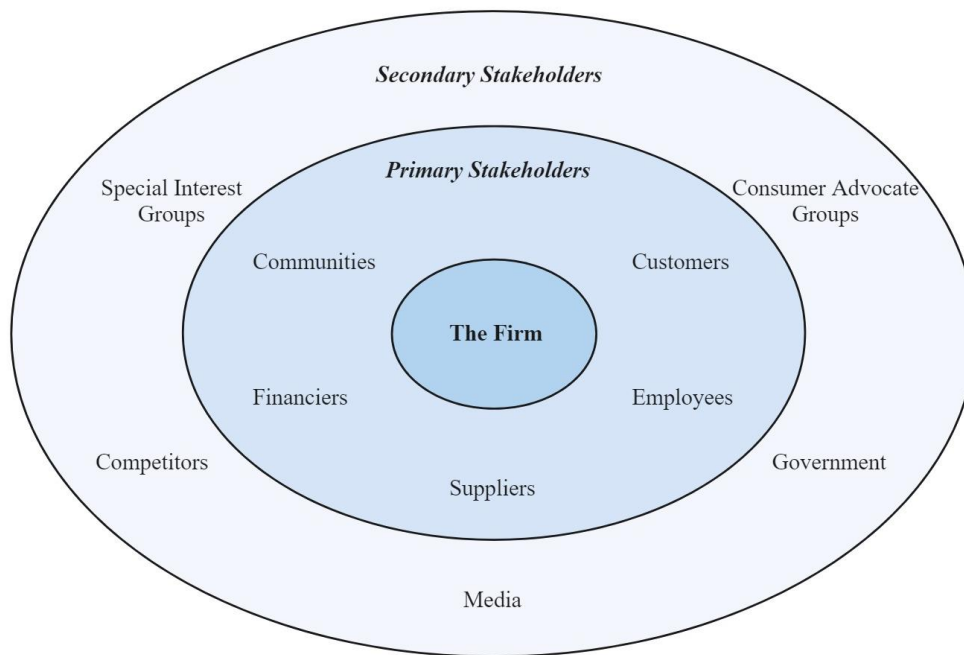 Secondary Stakeholders
Primary Stakeholders
Special Interest
Groups
Consumer Advocate
Groups
Communities
Customers
The Firm
Financiers
Employees
Competitors
Suppliers
Government
Media